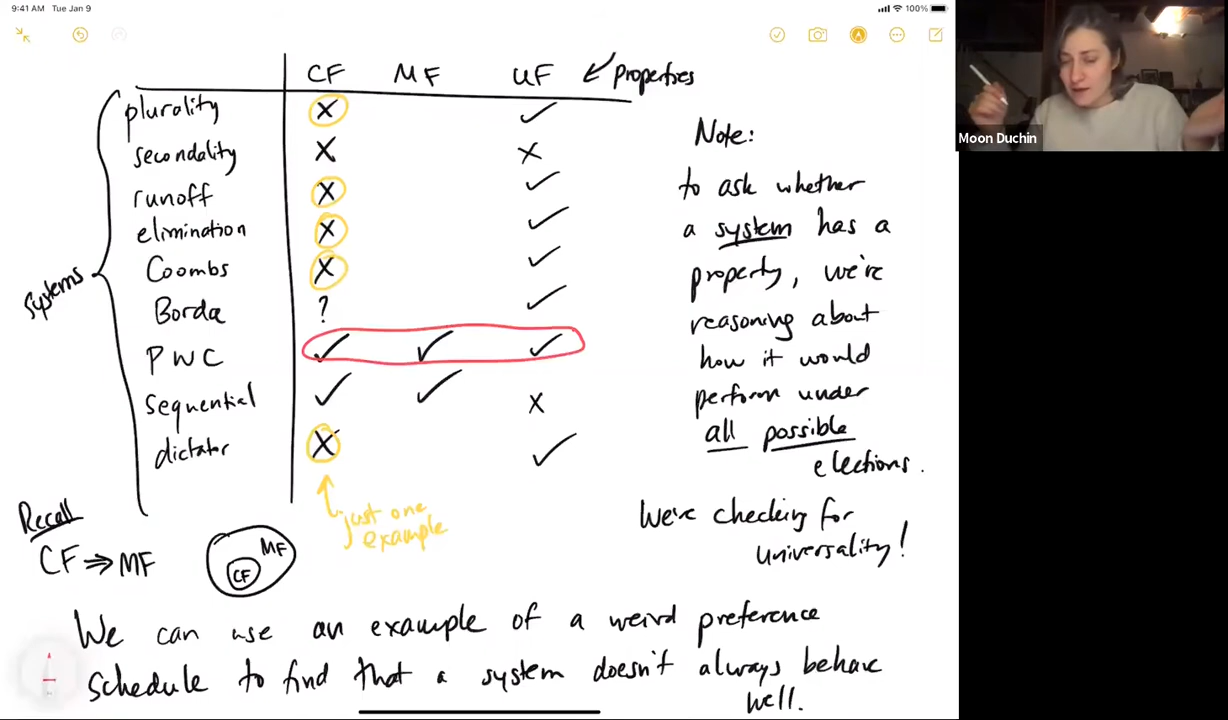 9:41 AM Tue Jan 9
100%
CF MF UF ← properties
plurality X ✓
secondality X X
runoff X ✓
elimination X ✓
Coombs X ✓
Borda ? ✓
PWC ✓ ✓ ✓
sequential ✓ ✓ X
dictator X ✓
systems
just one
example
Note:
to ask whether
a system has a
property, we're
reasoning about
how it would
perform under
all possible
elections.
We're checking for
universality!
Recall
CF ⇒ MF
MF
CF
We can use an example of a weird preference
schedule to find that a system doesn't always behave
well.
Moon Duchin